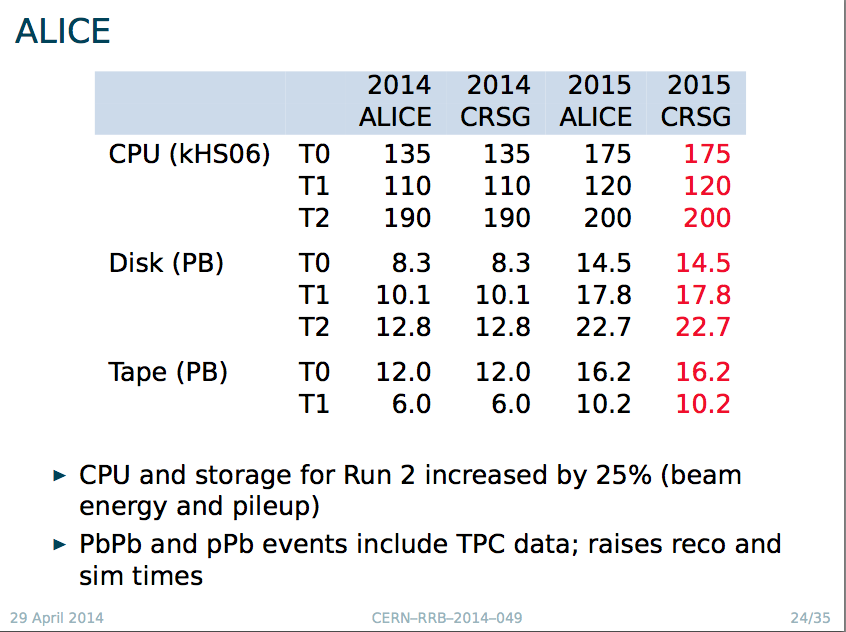 ALICE
2014 2014 2015 2015
ALICE CRSG ALICE CRSG
CPU (kHS06) T0 135 135 175 175
T1 110 110 120 120
T2 190 190 200 200
Disk (PB) T0 8.3 8.3 14.5 14.5
T1 10.1 10.1 17.8 17.8
T2 12.8 12.8 22.7 22.7
Tape (PB) T0 12.0 12.0 16.2 16.2
T1 6.0 6.0 10.2 10.2
► CPU and storage for Run 2 increased by 25% (beam
energy and pileup)
► PbPb and pPb events include TPC data; raises reco and
sim times
29 April 2014 CERN–RRB–2014–049 24/35